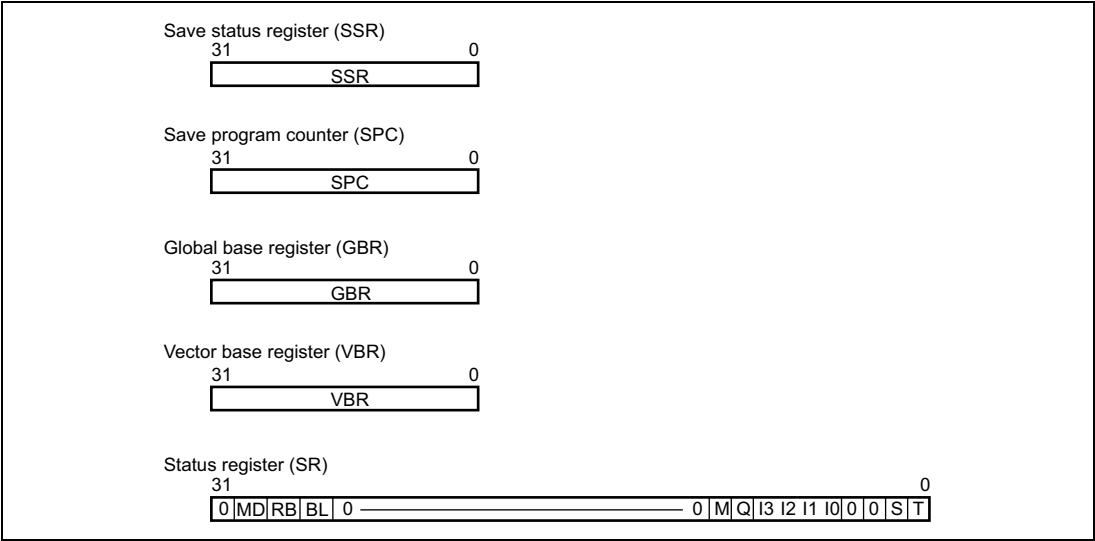 Save status register (SSR)
31 0
SSR
Save program counter (SPC)
31 0
SPC
Global base register (GBR)
31 0
GBR
Vector base register (VBR)
31 0
VBR
Status register (SR)
31 0
0 MD RB BL 0 0 M Q I3 I2 I1 I0 0 0 S T